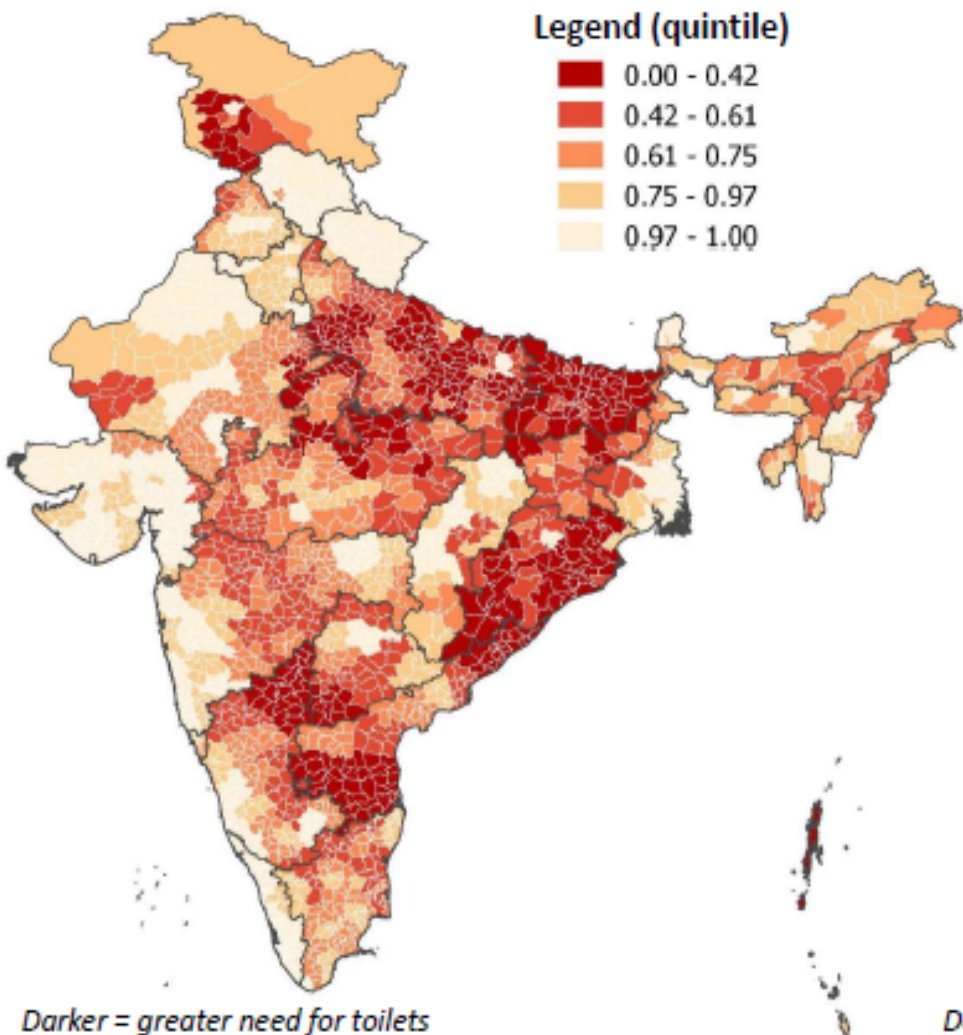 Legend (quintile)
0.00 - 0.42
0.42 - 0.61
0.61 - 0.75
0.75 - 0.97
0.97 - 1.00
Darker = greater need for toilets
D